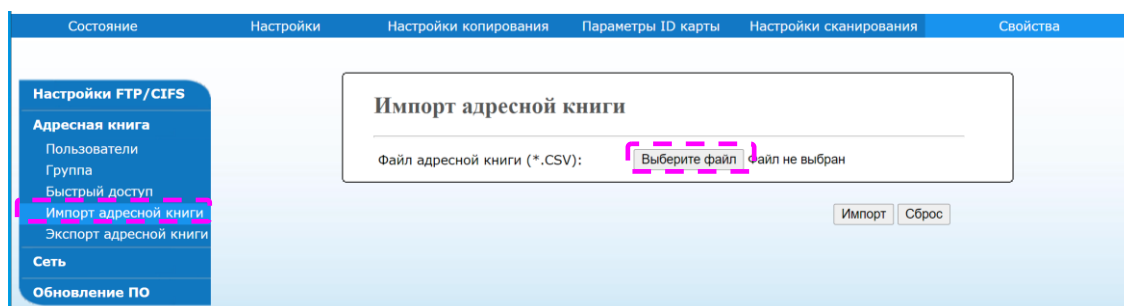 Состояние Настройки Настройки копирования Параметры ID карты Настройки сканирования Свойства
Настройки FTP/CIFS
Адресная книга
Пользователи
Группа
Быстрый доступ
Импорт адресной книги
Экспорт адресной книги
Сеть
Обновление ПО
Импорт адресной книги
Файл адресной книги (*.CSV): Выберите файл Файл не выбран
Импорт Сброс